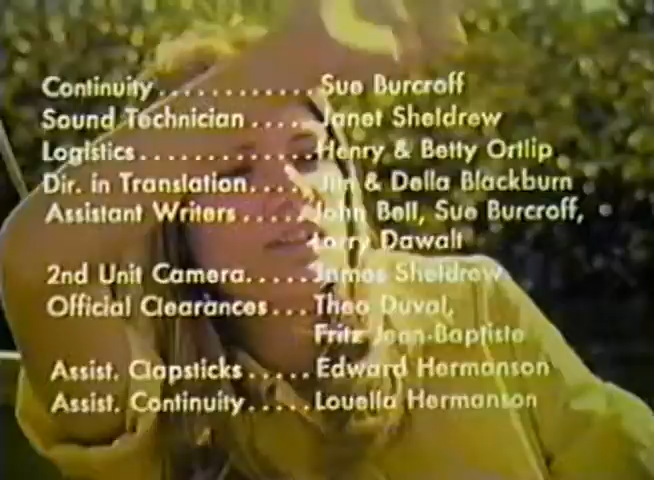 Continuity............Sue Burcroff
Sound Technician.....Janet Sheldrew
Logistics.............Henry & Betty Ortlip
Dir. in Translation....Jim & Della Blackburn
Assistant Writers.....John Bell, Sue Burcroff,
Larry Dawalt
2nd Unit Camera.....James Sheldrew
Official Clearances...Theo Duval,
Fritz Jean-Baptiste
Assist. Clapsticks.....Edward Hermanson
Assist. Continuity.....Louella Hermanson